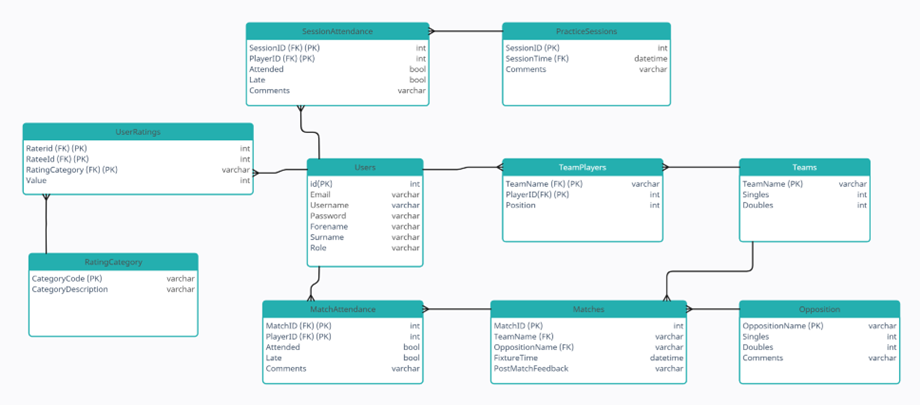 SessionAttendance
SessionID (FK) (PK) int
PlayerID (FK) (PK) int
Attended bool
Late bool
Comments varchar
PracticeSessions
SessionID (PK) int
SessionTime (FK) datetime
Comments varchar
UserRatings
Raterid (FK) (PK) int
RateeId (FK) (PK) int
RatingCategory (FK) (PK) varchar
Value int
Users
id(PK) int
Email varchar
Username varchar
Password varchar
Forename varchar
Surname varchar
Role varchar
TeamPlayers
TeamName (FK) (PK) varchar
PlayerID(FK) (PK) int
Position int
Teams
TeamName (PK) varchar
Singles int
Doubles int
RatingCategory
CategoryCode (PK) varchar
CategoryDescription varchar
MatchAttendance
MatchID (FK) (PK) int
PlayerID (FK) (PK) int
Attended bool
Late bool
Comments varchar
Matches
MatchID (PK) int
TeamName (FK) varchar
OppositionName (FK) varchar
FixtureTime datetime
PostMatchFeedback varchar
Opposition
OppositionName (PK) varchar
Singles int
Doubles int
Comments varchar